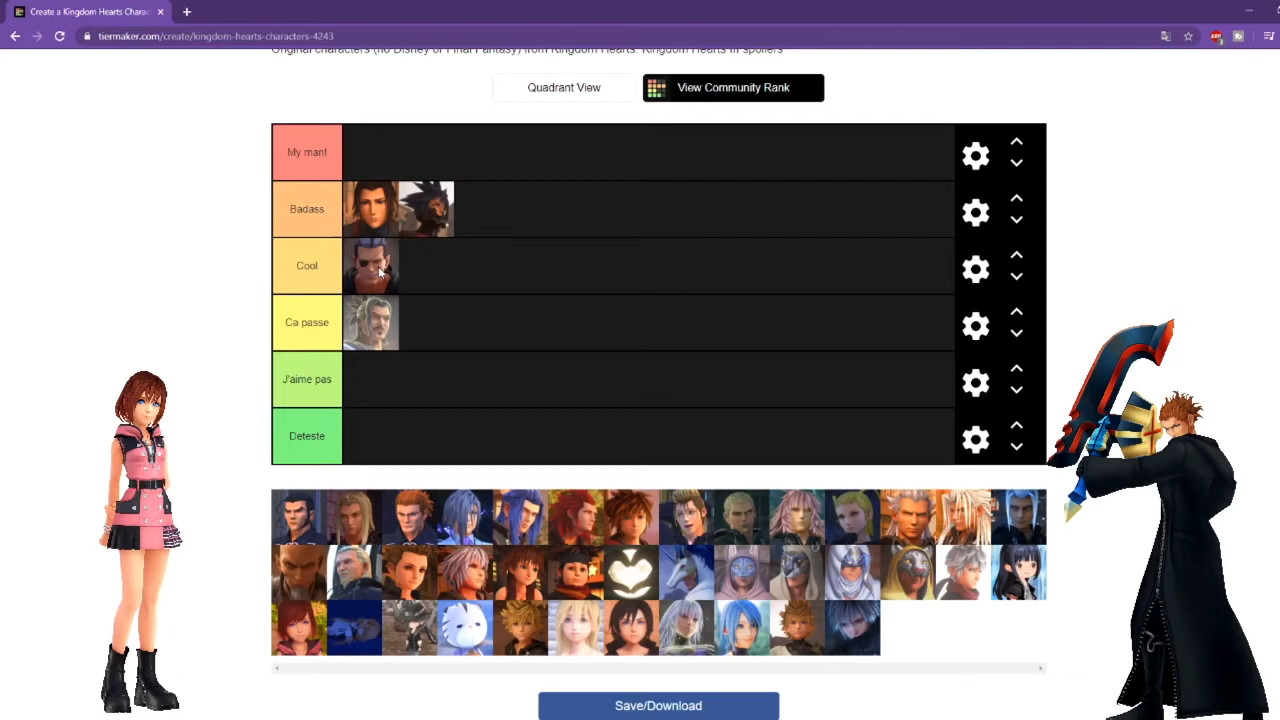 Create a Kingdom Hearts Charac
tiermaker.com/create/kingdom-hearts-characters-4243
Original characters (no Disney or Final Fantasy) from Kingdom Hearts. Kingdom Hearts III spoilers
Quadrant View
View Community Rank
My man!
Badass
Cool
Ca passe
J'aime pas
Deteste
Save/Download